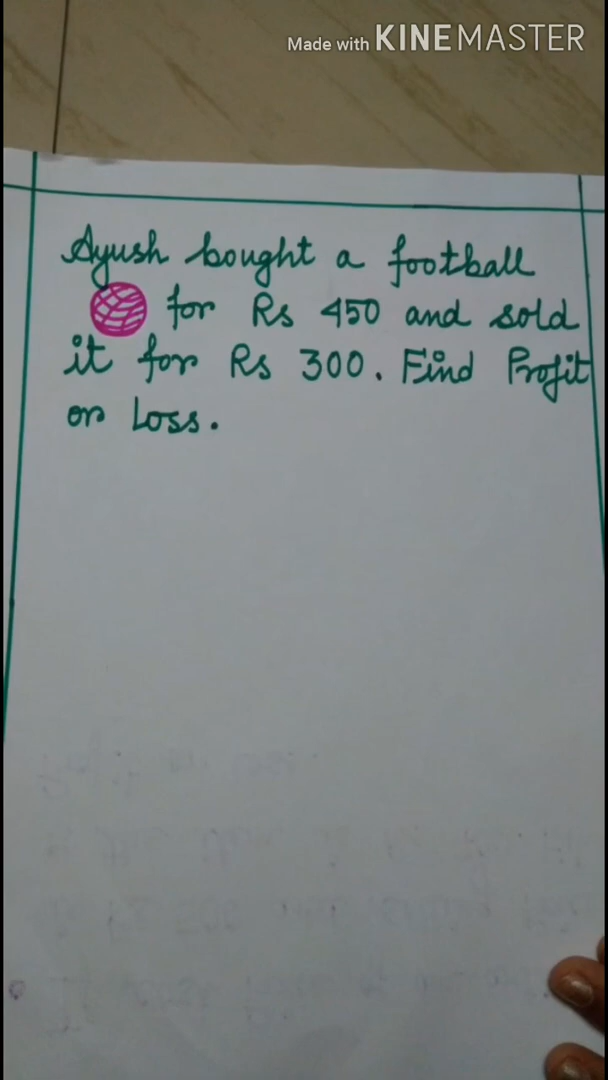 Made with KINEMASTER
Ayush bought a football
for Rs 450 and sold
it for Rs 300. Find Profit
or Loss.